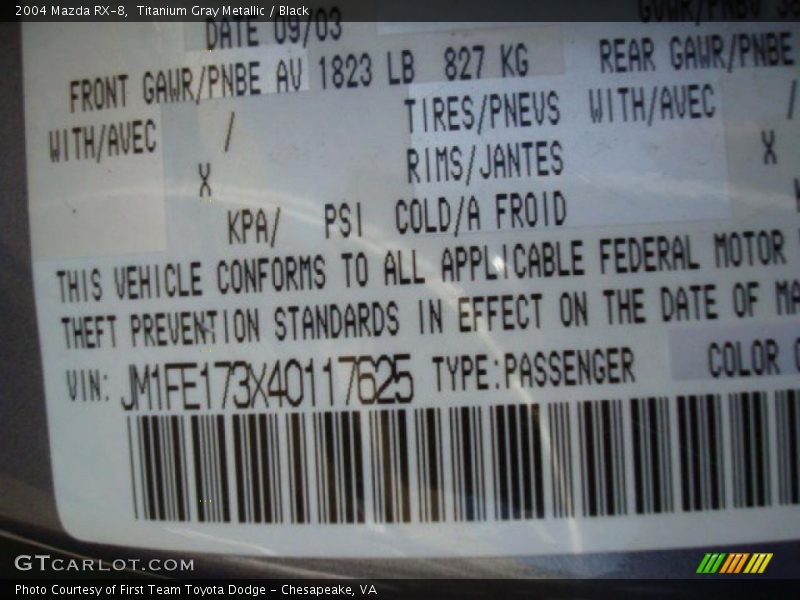 2004 Mazda RX-8, Titanium Gray Metallic / Black
DATE 09/03
FRONT GAWR/PNBE AV 1823 LB 827 KG REAR GAWR/PNBE
WITH/AVEC / TIRES/PNEUS WITH/AVEC /
X RIMS/JANTES X
KPA/ PSI COLD/A FROID
THIS VEHICLE CONFORMS TO ALL APPLICABLE FEDERAL MOTOR
THEFT PREVENTION STANDARDS IN EFFECT ON THE DATE OF MA
VIN: JM1FE173X40117625 TYPE:PASSENGER COLOR
GTCARLOT.COM
Photo Courtesy of First Team Toyota Dodge - Chesapeake, VA